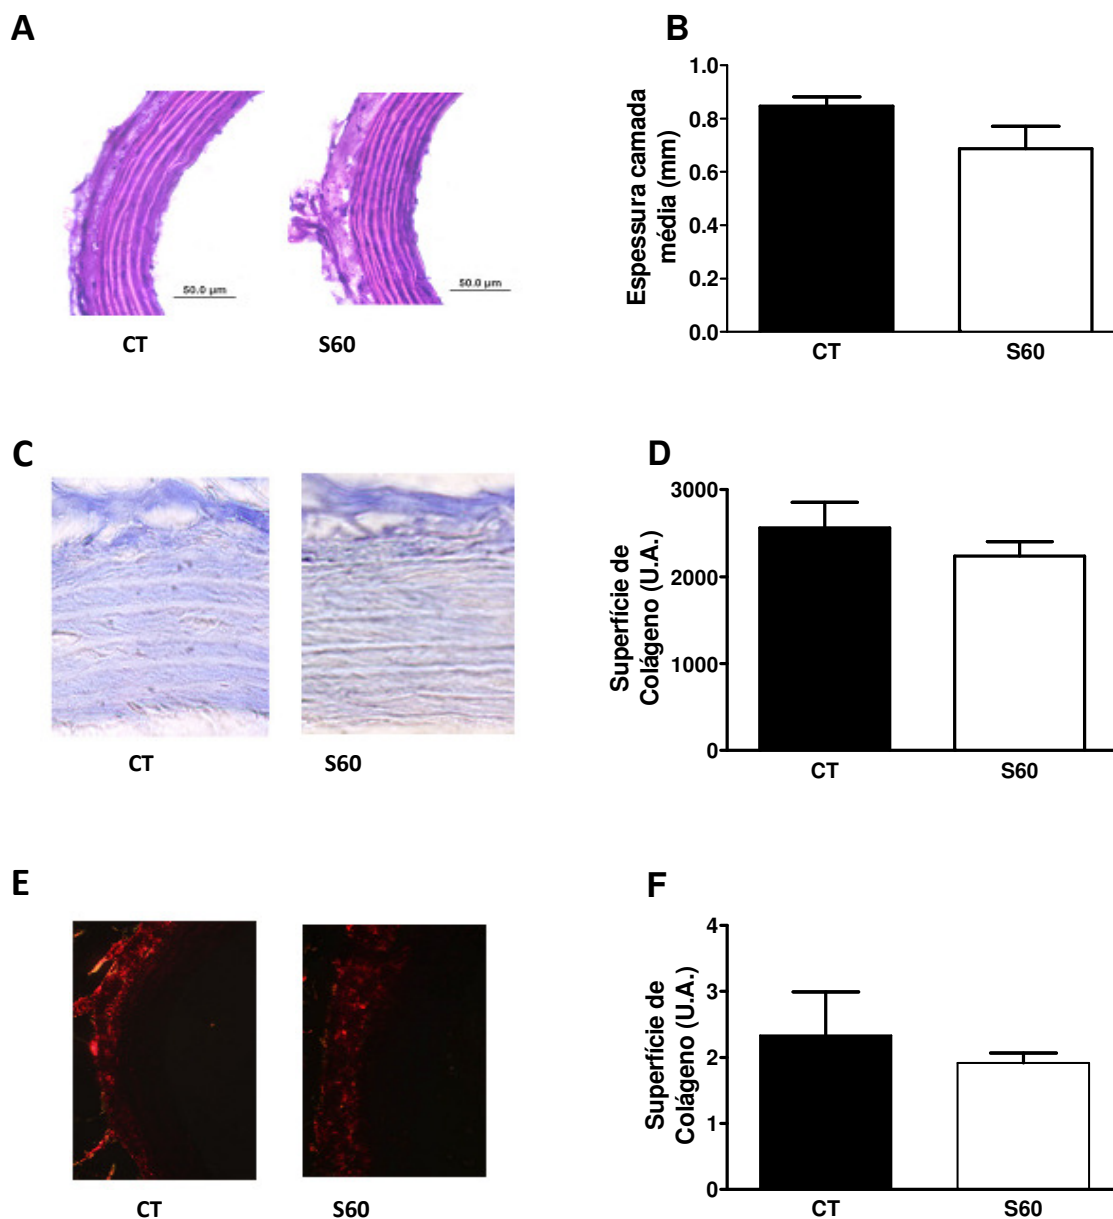 A
50.0 µm
50.0 µm
CT
S60
B
Espessura camada
média (mm)
1.0
0.8
0.6
0.4
0.2
0.0
CT
S60
C
CT
S60
D
Superfície de
Colágeno (U.A.)
3000
2000
1000
0
CT
S60
E
CT
S60
F
Superfície de
Colágeno (U.A.)
4
3
2
1
0
CT
S60